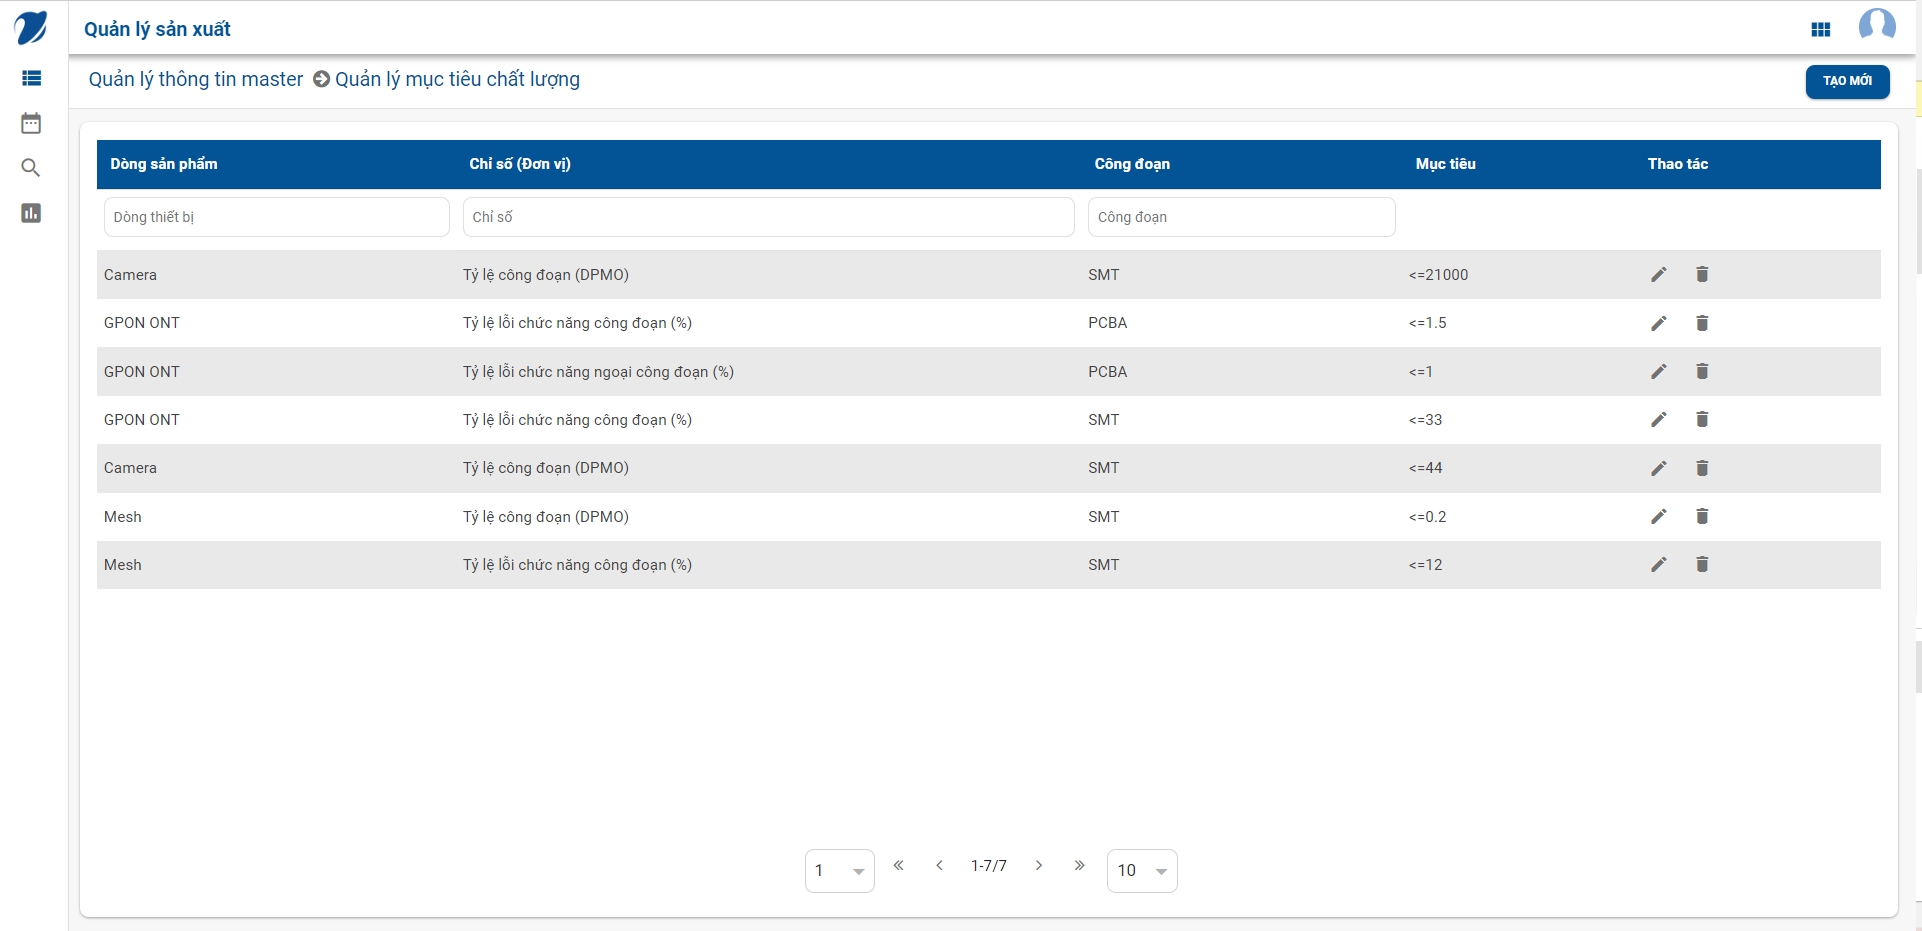 Quản lý sản xuất
Quản lý thông tin master Quản lý mục tiêu chất lượng
TẠO MỚI
Dòng sản phẩm Chỉ số (Đơn vị) Công đoạn Mục tiêu Thao tác
Dòng thiết bị Chỉ số Công đoạn
Camera Tỷ lệ công đoạn (DPMO) SMT <=21000
GPON ONT Tỷ lệ lỗi chức năng công đoạn (%) PCBA <=1.5
GPON ONT Tỷ lệ lỗi chức năng ngoại công đoạn (%) PCBA <=1
GPON ONT Tỷ lệ lỗi chức năng công đoạn (%) SMT <=33
Camera Tỷ lệ công đoạn (DPMO) SMT <=44
Mesh Tỷ lệ công đoạn (DPMO) SMT <=0.2
Mesh Tỷ lệ lỗi chức năng công đoạn (%) SMT <=12
1 1-7/7 10